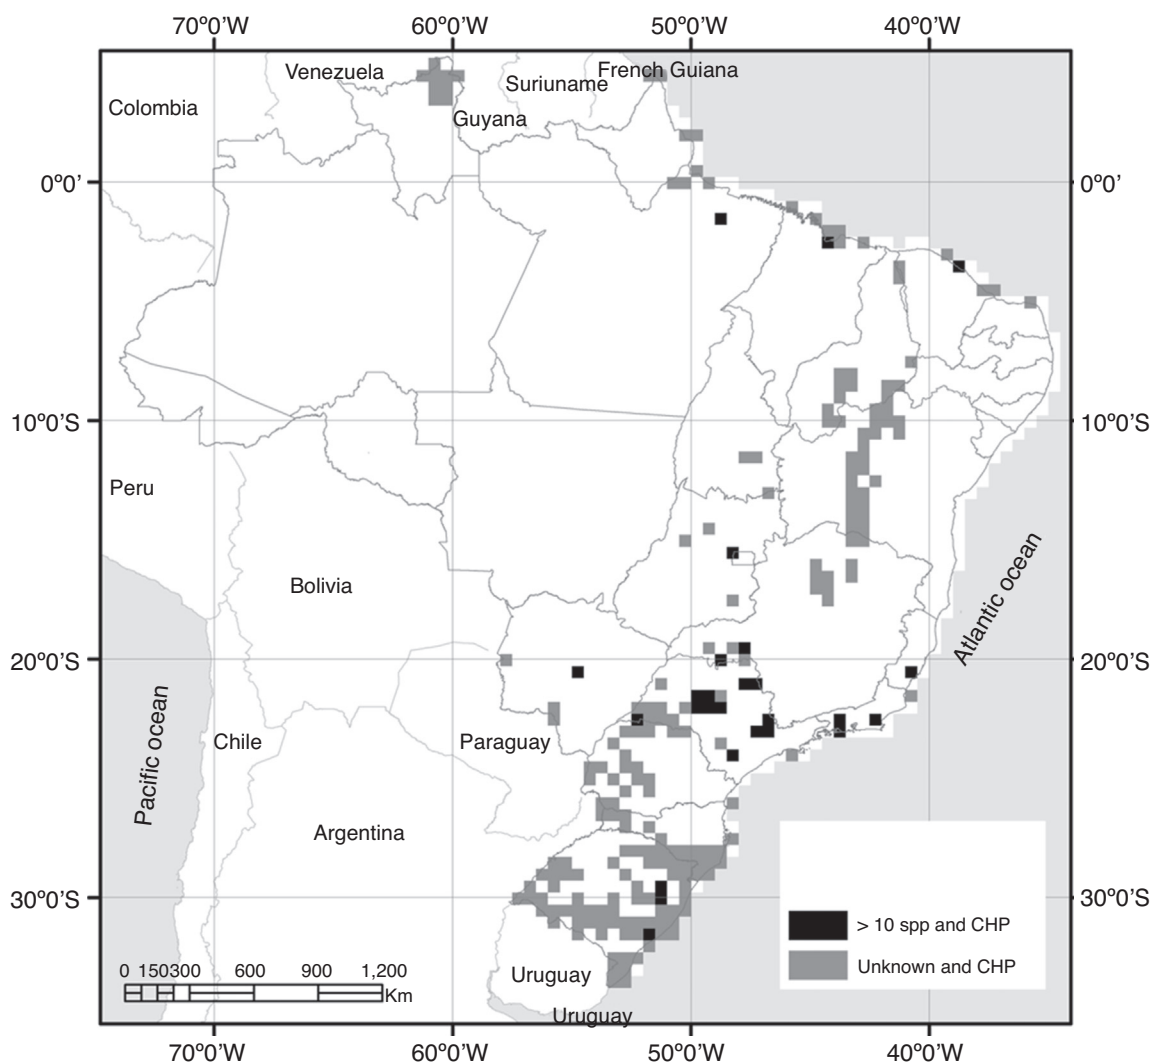 70º0'W 60º0'W 50º0'W 40º0'W
Venezuela
French Guiana
Suriuname
Colombia
Guyana
0º0' 0º0'
10º0'S 10º0'S
Peru
Bolivia
Atlantic ocean
20º0'S 20º0'S
Pacific ocean
Chile
Paraguay
Argentina
30º0'S 30º0'S
> 10 spp and CHP
Unknown and CHP
Uruguay
0 150 300 600 900 1,200
Km
Uruguay
70º0'W 60º0'W 50º0'W 40º0'W